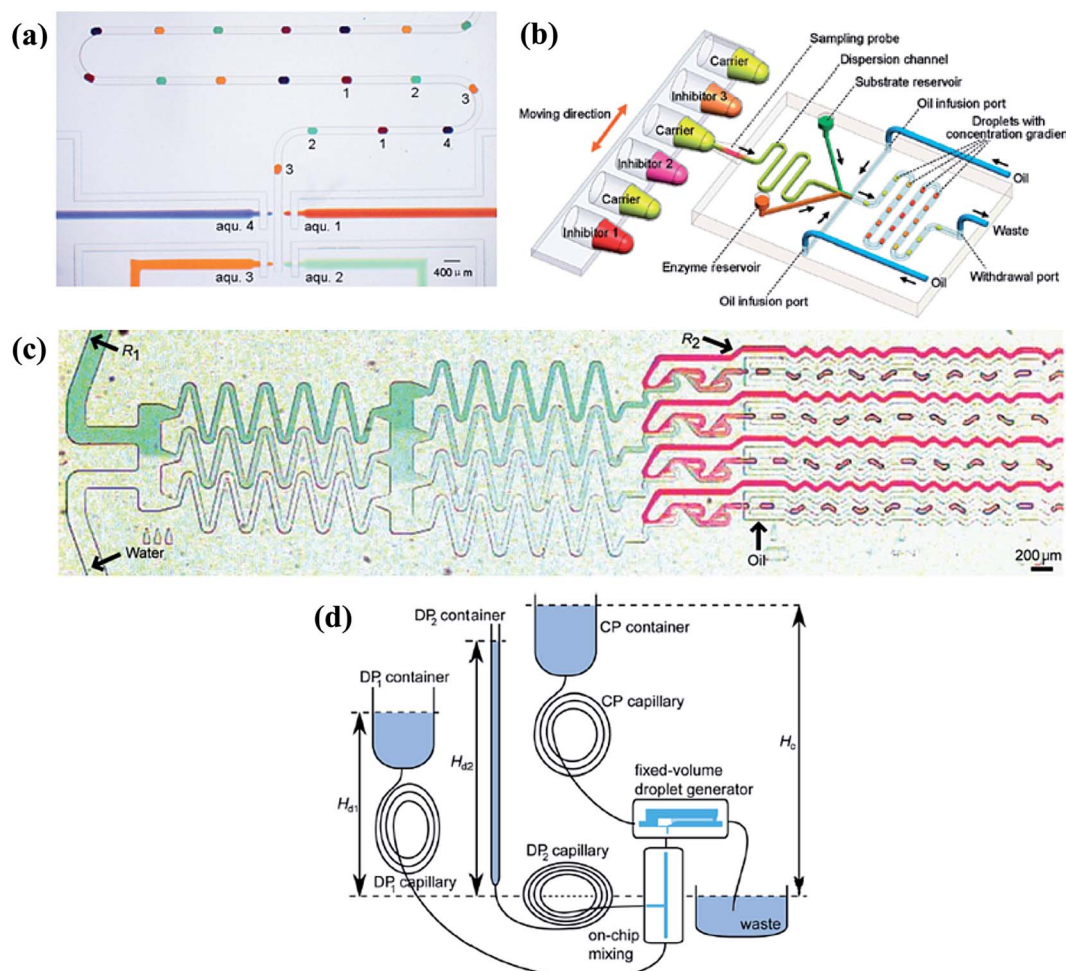 (a)
1
2
3
2
1
4
3
aqu. 4
aqu. 1
aqu. 3
aqu. 2
400 µm
(b)
Sampling probe
Dispersion channel
Substrate reservoir
Oil infusion port
Droplets with
concentration gradien
Carrier
Inhibitor 3
Moving direction
Carrier
Inhibitor 2
Carrier
Inhibitor 1
Oil
Waste
Enzyme reservoir
Oil
Withdrawal port
Oil infusion port
(c)
R1
R2
Water
Oil
200 µm
(d)
DP2 container
CP container
DP1 container
CP capillary
Hc
Hd2
fixed-volume
droplet generator
Hd1
DP2 capillary
DP1 capillary
on-chip
mixing
waste